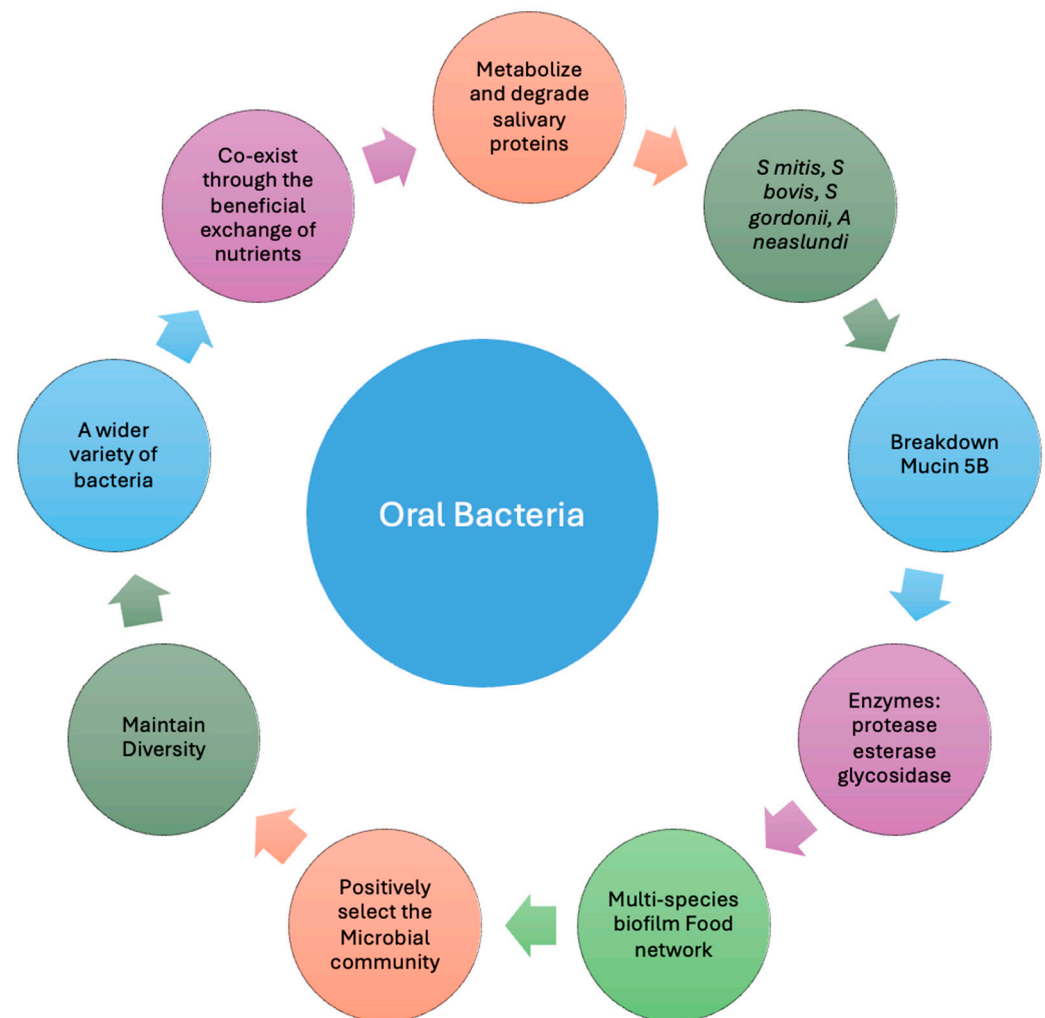 Metabolize
and degrade
salivary
proteins
S mitis, S
bovis, S
gordonii, A
neaslundi
Breakdown
Mucin 5B
Enzymes:
protease
esterase
glycosidase
Multi-species
biofilm Food
network
Positively
select the
Microbial
community
Maintain
Diversity
A wider
variety of
bacteria
Co-exist
through the
beneficial
exchange of
nutrients
Oral Bacteria